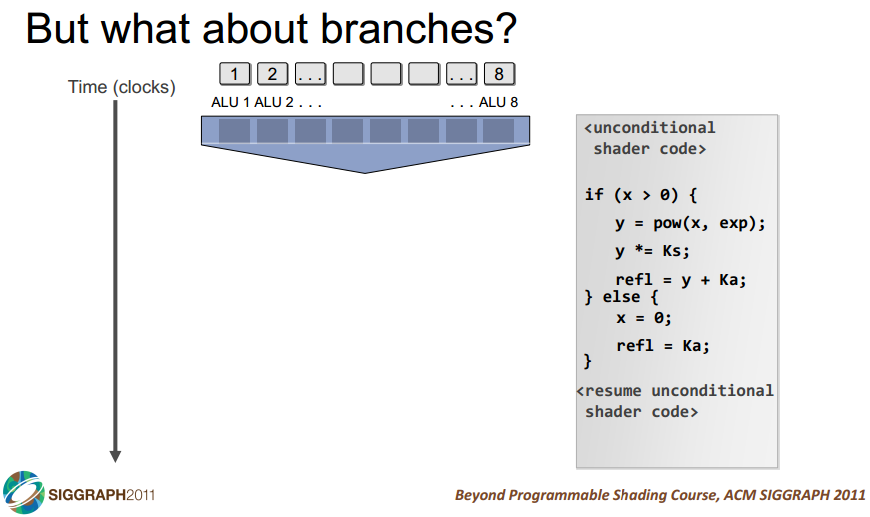 But what about branches?
Time (clocks)
1 2 ... ... 8
ALU 1 ALU 2 . . . . . . ALU 8
<unconditional
shader code>
if (x > 0) {
y = pow(x, exp);
y *= Ks;
refl = y + Ka;
} else {
x = 0;
refl = Ka;
}
<resume unconditional
shader code>
SIGGRAPH2011
Beyond Programmable Shading Course, ACM SIGGRAPH 2011